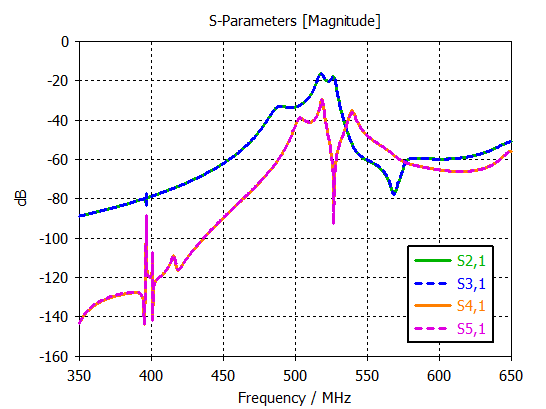 S-Parameters [Magnitude]
0
-20
-40
-60
-80
-100
-120
-140
-160
dB
S2,1
S3,1
S4,1
S5,1
350 400 450 500 550 600 650
Frequency / MHz